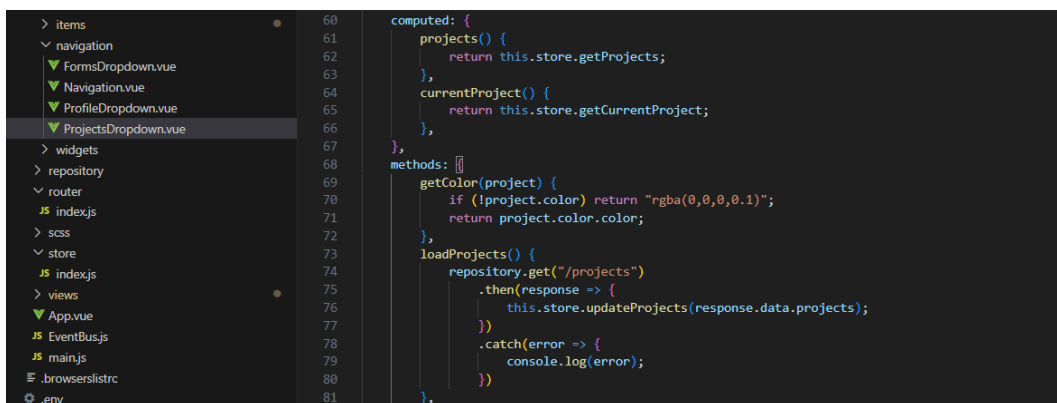 items
navigation
FormsDropdown.vue
Navigation.vue
ProfileDropdown.vue
ProjectsDropdown.vue
widgets
repository
router
JS index.js
scss
store
JS index.js
views
App.vue
JS EventBus.js
JS main.js
.browserslistrc
.env
60 computed: {
61 projects() {
62 return this.store.getProjects;
63 },
64 currentProject() {
65 return this.store.getCurrentProject;
66 },
67 },
68 methods: {
69 getColor(project) {
70 if (!project.color) return "rgba(0,0,0,0.1)";
71 return project.color.color;
72 },
73 loadProjects() {
74 repository.get("/projects")
75 .then(response => {
76 this.store.updateProjects(response.data.projects);
77 })
78 .catch(error => {
79 console.log(error);
80 })
81 },